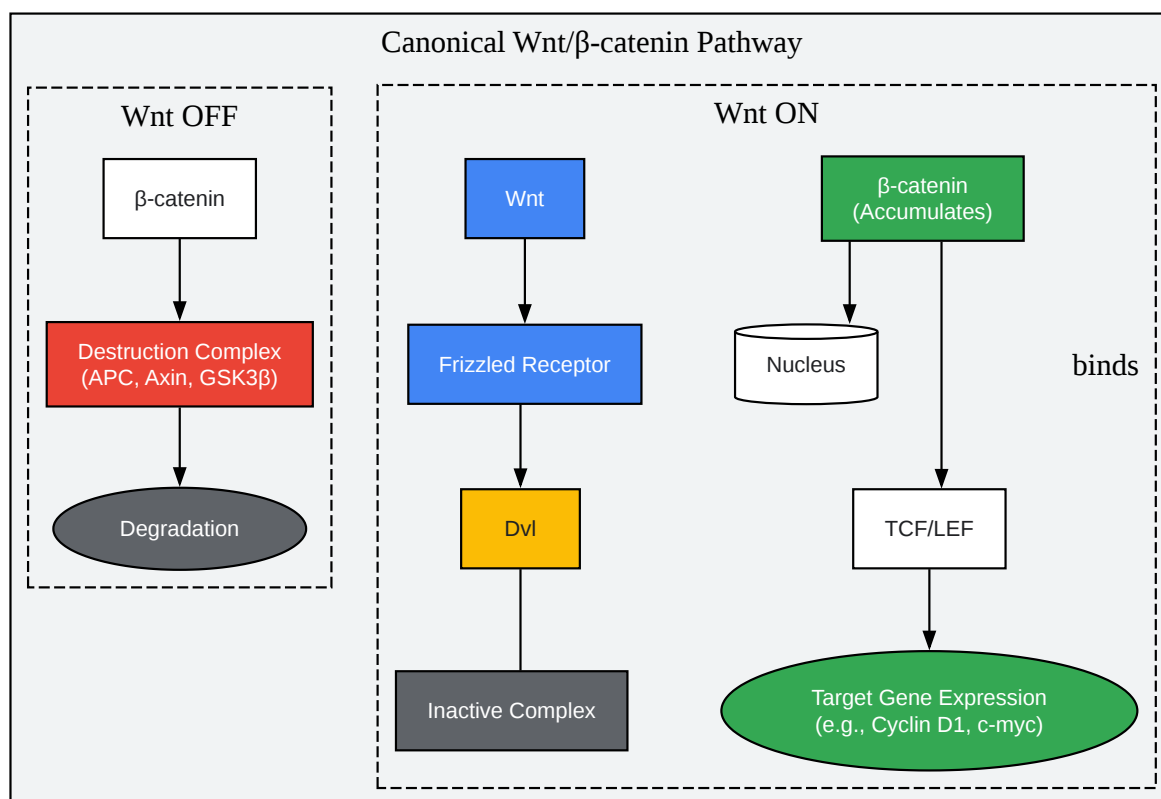 Canonical Wnt/β-catenin Pathway
Wnt OFF
β-catenin
Destruction Complex
(APC, Axin, GSK3β)
Degradation
Wnt ON
Wnt
Frizzled Receptor
Dvl
Inactive Complex
β-catenin
(Accumulates)
Nucleus
binds
TCF/LEF
Target Gene Expression
(e.g., Cyclin D1, c-myc)